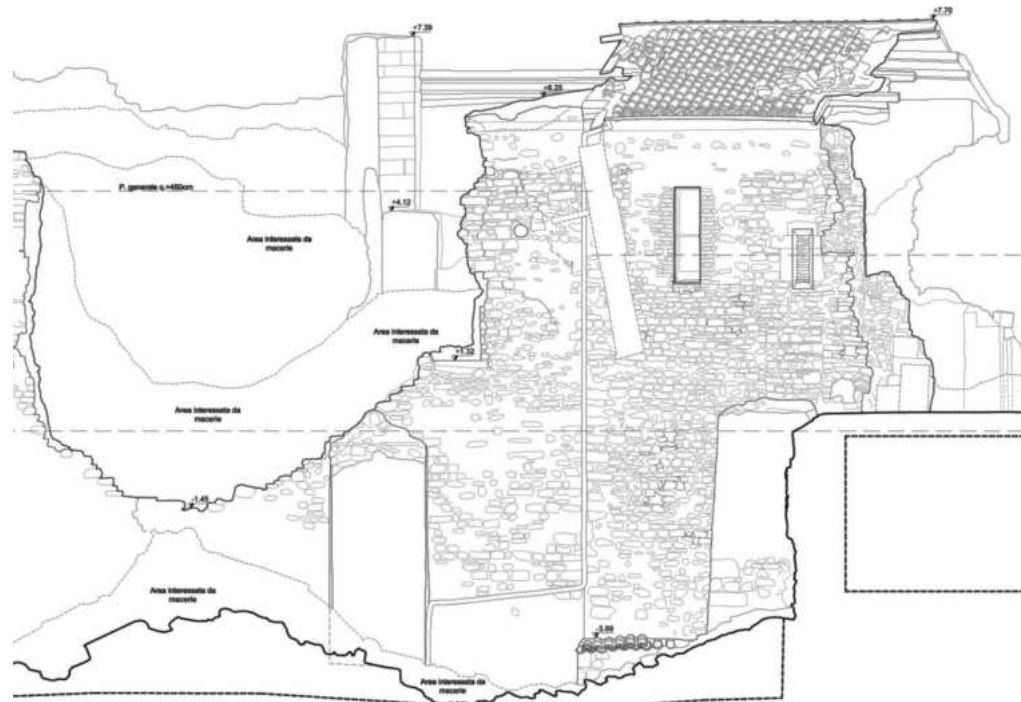 +7.70
+7.39
+6.25
P. generale q.+450cm
+4.12
Area interessata da
macerie
Area interessata da
macerie
+1.32
Area interessata da
macerie
-1.45
Area interessata da
macerie
-3.89
Area interessata da
macerie